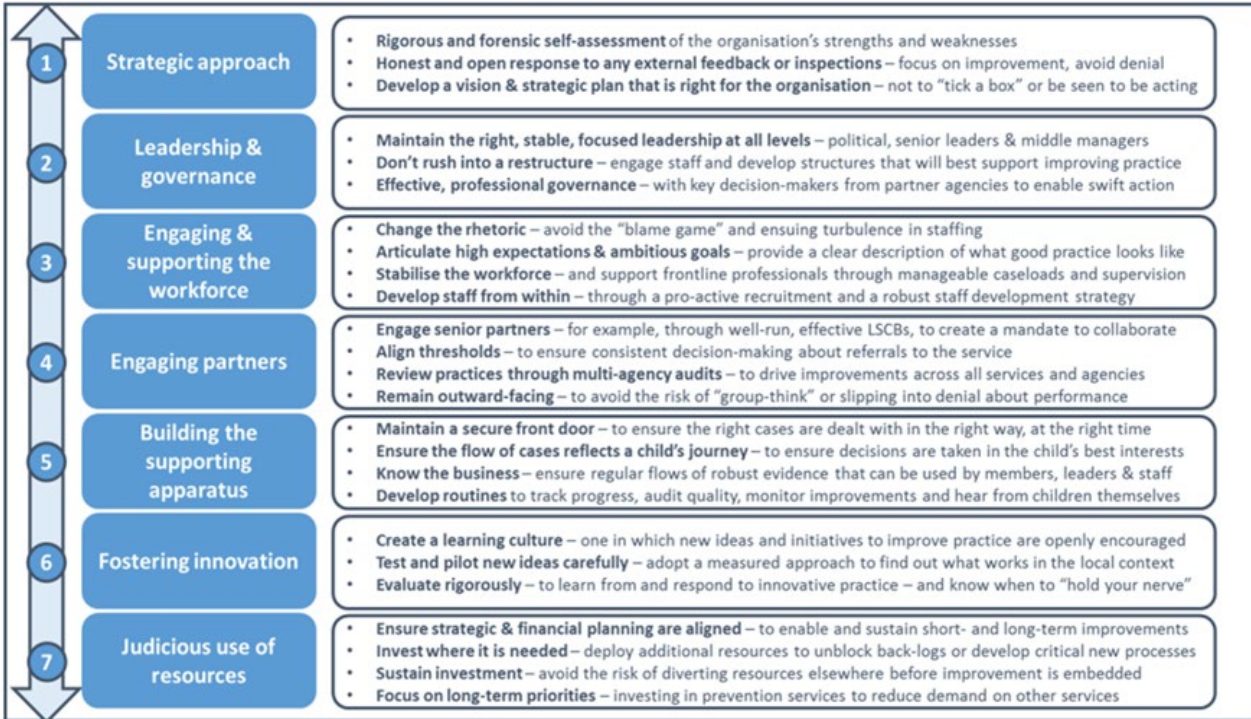 1
Strategic approach
• Rigorous and forensic self-assessment of the organisation's strengths and weaknesses
• Honest and open response to any external feedback or inspections – focus on improvement, avoid denial
• Develop a vision & strategic plan that is right for the organisation – not to “tick a box” or be seen to be acting
2
Leadership &
governance
• Maintain the right, stable, focused leadership at all levels – political, senior leaders & middle managers
• Don't rush into a restructure – engage staff and develop structures that will best support improving practice
• Effective, professional governance – with key decision-makers from partner agencies to enable swift action
3
Engaging &
supporting the
workforce
• Change the rhetoric – avoid the “blame game” and ensuing turbulence in staffing
• Articulate high expectations & ambitious goals – provide a clear description of what good practice looks like
• Stabilise the workforce – and support frontline professionals through manageable caseloads and supervision
• Develop staff from within – through a pro-active recruitment and a robust staff development strategy
4
Engaging partners
• Engage senior partners – for example, through well-run, effective LSCBs, to create a mandate to collaborate
• Align thresholds – to ensure consistent decision-making about referrals to the service
• Review practices through multi-agency audits – to drive improvements across all services and agencies
• Remain outward-facing – to avoid the risk of “group-think” or slipping into denial about performance
5
Building the
supporting
apparatus
• Maintain a secure front door – to ensure the right cases are dealt with in the right way, at the right time
• Ensure the flow of cases reflects a child's journey – to ensure decisions are taken in the child's best interests
• Know the business – ensure regular flows of robust evidence that can be used by members, leaders & staff
• Develop routines to track progress, audit quality, monitor improvements and hear from children themselves
6
Fostering innovation
• Create a learning culture – one in which new ideas and initiatives to improve practice are openly encouraged
• Test and pilot new ideas carefully – adopt a measured approach to find out what works in the local context
• Evaluate rigorously – to learn from and respond to innovative practice – and know when to “hold your nerve”
7
Judicious use of
resources
• Ensure strategic & financial planning are aligned – to enable and sustain short- and long-term improvements
• Invest where it is needed – deploy additional resources to unblock back-logs or develop critical new processes
• Sustain investment – avoid the risk of diverting resources elsewhere before improvement is embedded
• Focus on long-term priorities – investing in prevention services to reduce demand on other services